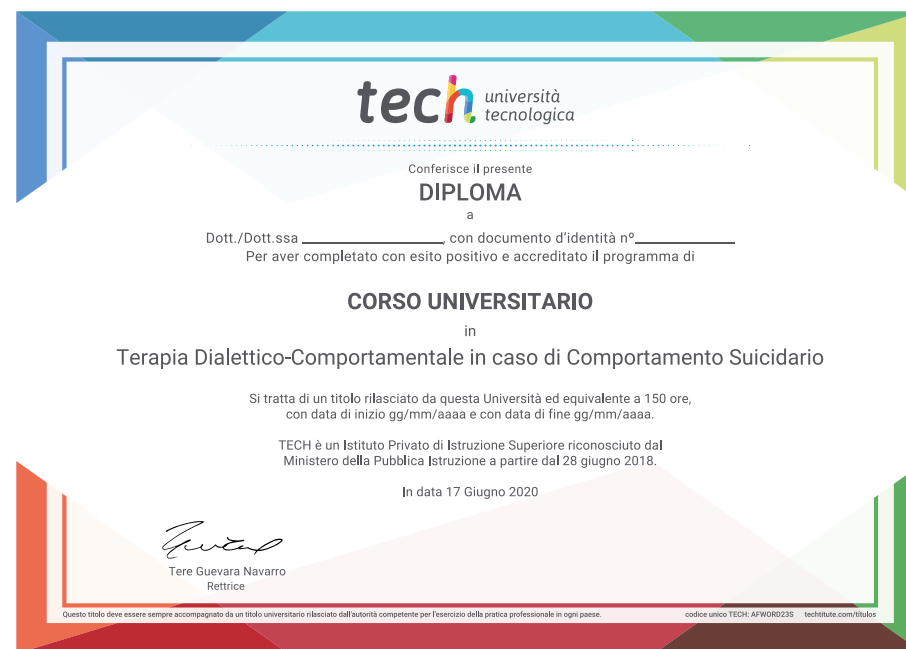 tech università
tecnologica
Conferisce il presente
DIPLOMA
a
Dott./Dott.ssa ________________, con documento d'identità nº____________
Per aver completato con esito positivo e accreditato il programma di
CORSO UNIVERSITARIO
in
Terapia Dialettico-Comportamentale in caso di Comportamento Suicidario
Si tratta di un titolo rilasciato da questa Università ed equivalente a 150 ore,
con data di inizio gg/mm/aaaa e con data di fine gg/mm/aaaa.
TECH è un Istituto Privato di Istruzione Superiore riconosciuto dal
Ministero della Pubblica Istruzione a partire dal 28 giugno 2018.
In data 17 Giugno 2020
Tere Guevara Navarro
Rettrice
Questo titolo deve essere sempre accompagnato da un titolo universitario rilasciato dall'autorità competente per l'esercizio della pratica professionale in ogni paese. codice unico TECH: AFWORD23S techtitute.com/titulos